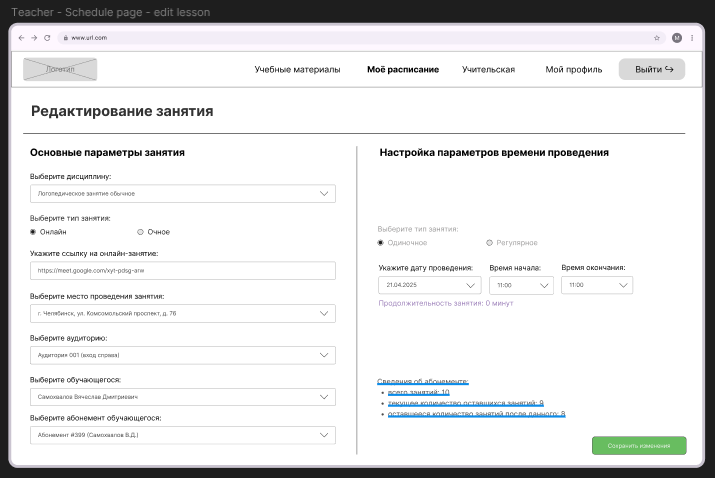 Teacher - Schedule page - edit lesson
www.url.com
M
Логотип
Учебные материалы
Моё расписание
Учительская
Мой профиль
Выйти
Редактирование занятия
Основные параметры занятия
Выберите дисциплину:
Логопедическое занятие обычное
Выберите тип занятия:
Онлайн
Очное
Укажите ссылку на онлайн-занятие:
https://meet.google.com/xyt-pdsg-arw
Выберите место проведения занятия:
г. Челябинск, ул. Комсомольский проспект, д. 76
Выберите аудиторию:
Аудитория 001 (вход справа)
Выберите обучающегося:
Самохвалов Вячеслав Дмитриевич
Выберите абонемент обучающегося:
Абонемент #399 (Самохвалов В.Д.)
Настройка параметров времени проведения
Выберите тип занятия:
Одиночное
Регулярное
Укажите дату проведения:
Время начала:
Время окончания:
21.04.2025
11:00
11:00
Продолжительность занятия: 0 минут
Сведения об абонементе:
• всего занятий: 10
• текущее количество оставшихся занятий: 9
• оставшееся количество занятий после данного: 8
Сохранить изменения